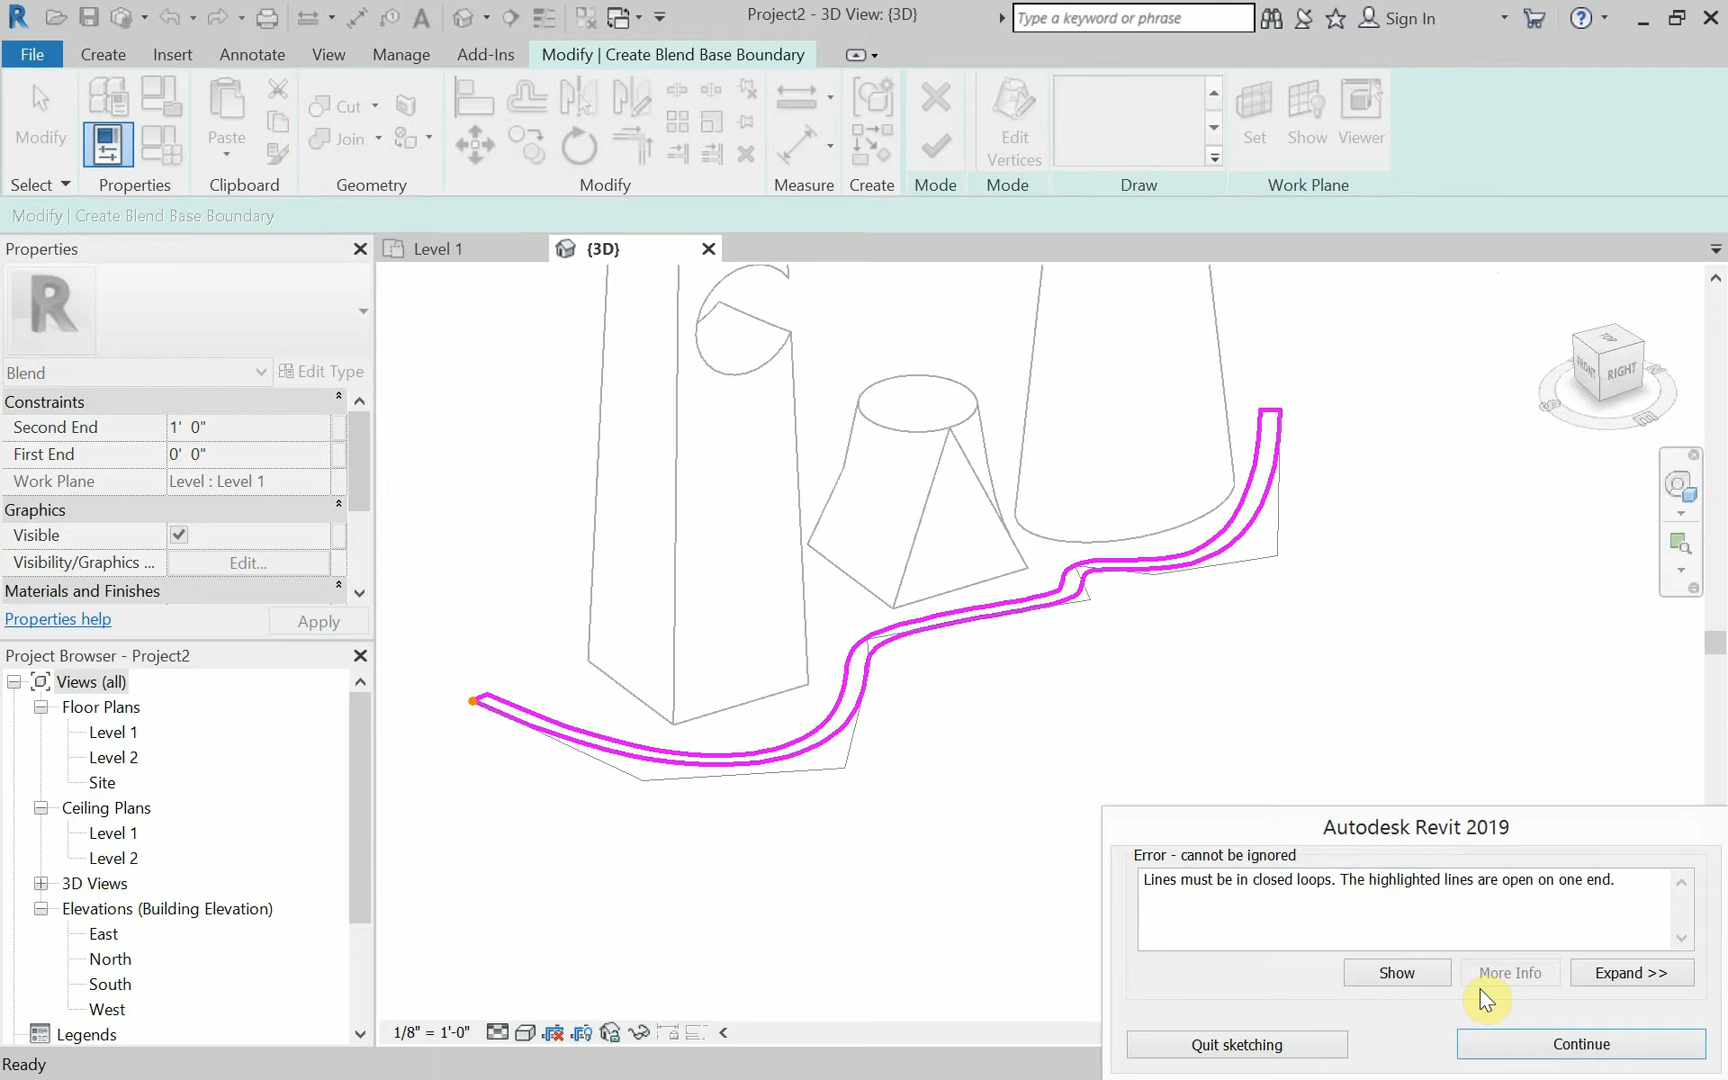 Project2 - 3D View: {3D}
Type a keyword or phrase
Sign In
File
Create
Insert
Annotate
View
Manage
Add-Ins
Modify | Create Blend Base Boundary
Modify
Paste
Cut
Join
Edit
Vertices
Set
Show
Viewer
Select
Properties
Clipboard
Geometry
Modify
Measure
Create
Mode
Mode
Draw
Work Plane
Modify | Create Blend Base Boundary
Properties
Level 1
{3D}
R
Blend
Edit Type
Constraints
Second End
1' 0"
First End
0' 0"
Work Plane
Level : Level 1
Graphics
Visible
Visibility/Graphics ...
Edit...
Materials and Finishes
Properties help
Apply
Project Browser - Project2
Views (all)
Floor Plans
Level 1
Level 2
Site
Ceiling Plans
Level 1
Level 2
3D Views
Elevations (Building Elevation)
East
North
South
West
Legends
FRONT
RIGHT
1/8" = 1'-0"
Autodesk Revit 2019
Error - cannot be ignored
Lines must be in closed loops. The highlighted lines are open on one end.
Show
More Info
Expand >>
Quit sketching
Continue
Ready